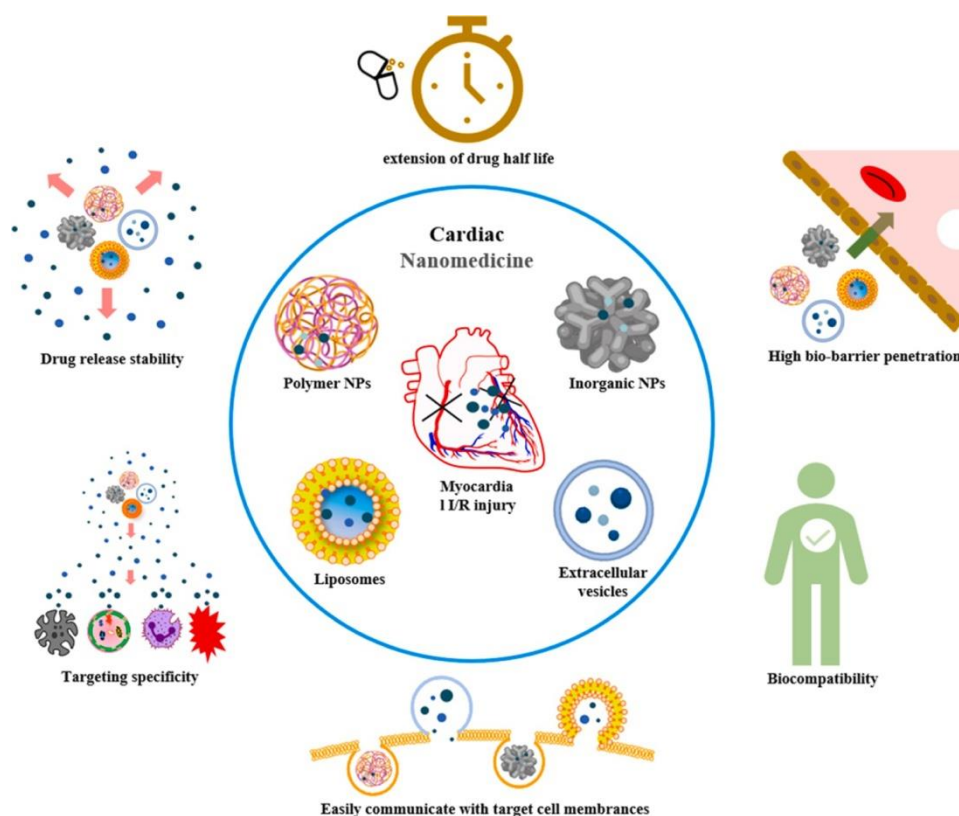 extension of drug half life
Cardiac
Nanomedicine
Drug release stability
High bio-barrier penetration
Polymer NPs
Inorganic NPs
Myocardia
l I/R injury
Liposomes
Extracellular
vesicles
Targeting specificity
Biocompatibility
Easily communicate with target cell membrances